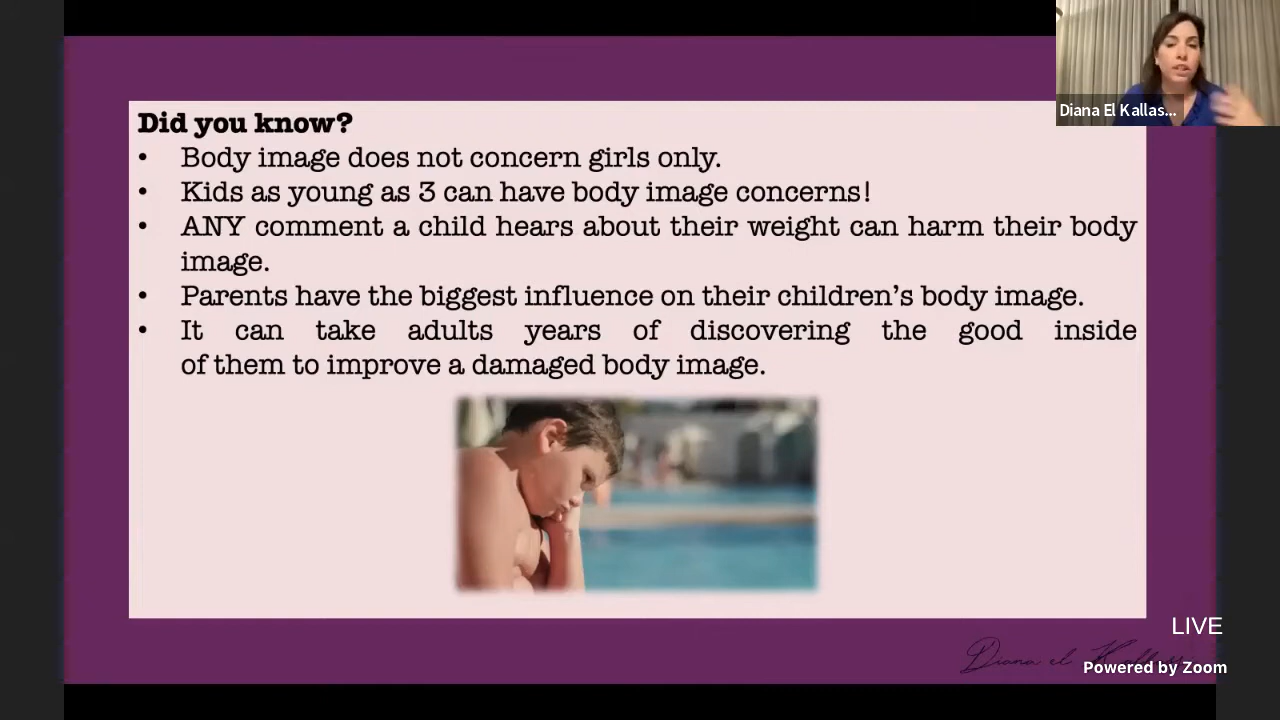 Diana El Kallas...
Did you know?
• Body image does not concern girls only.
• Kids as young as 3 can have body image concerns!
• ANY comment a child hears about their weight can harm their body
image.
• Parents have the biggest influence on their children’s body image.
• It can take adults years of discovering the good inside
of them to improve a damaged body image.
LIVE
Diana el
Powered by Zoom